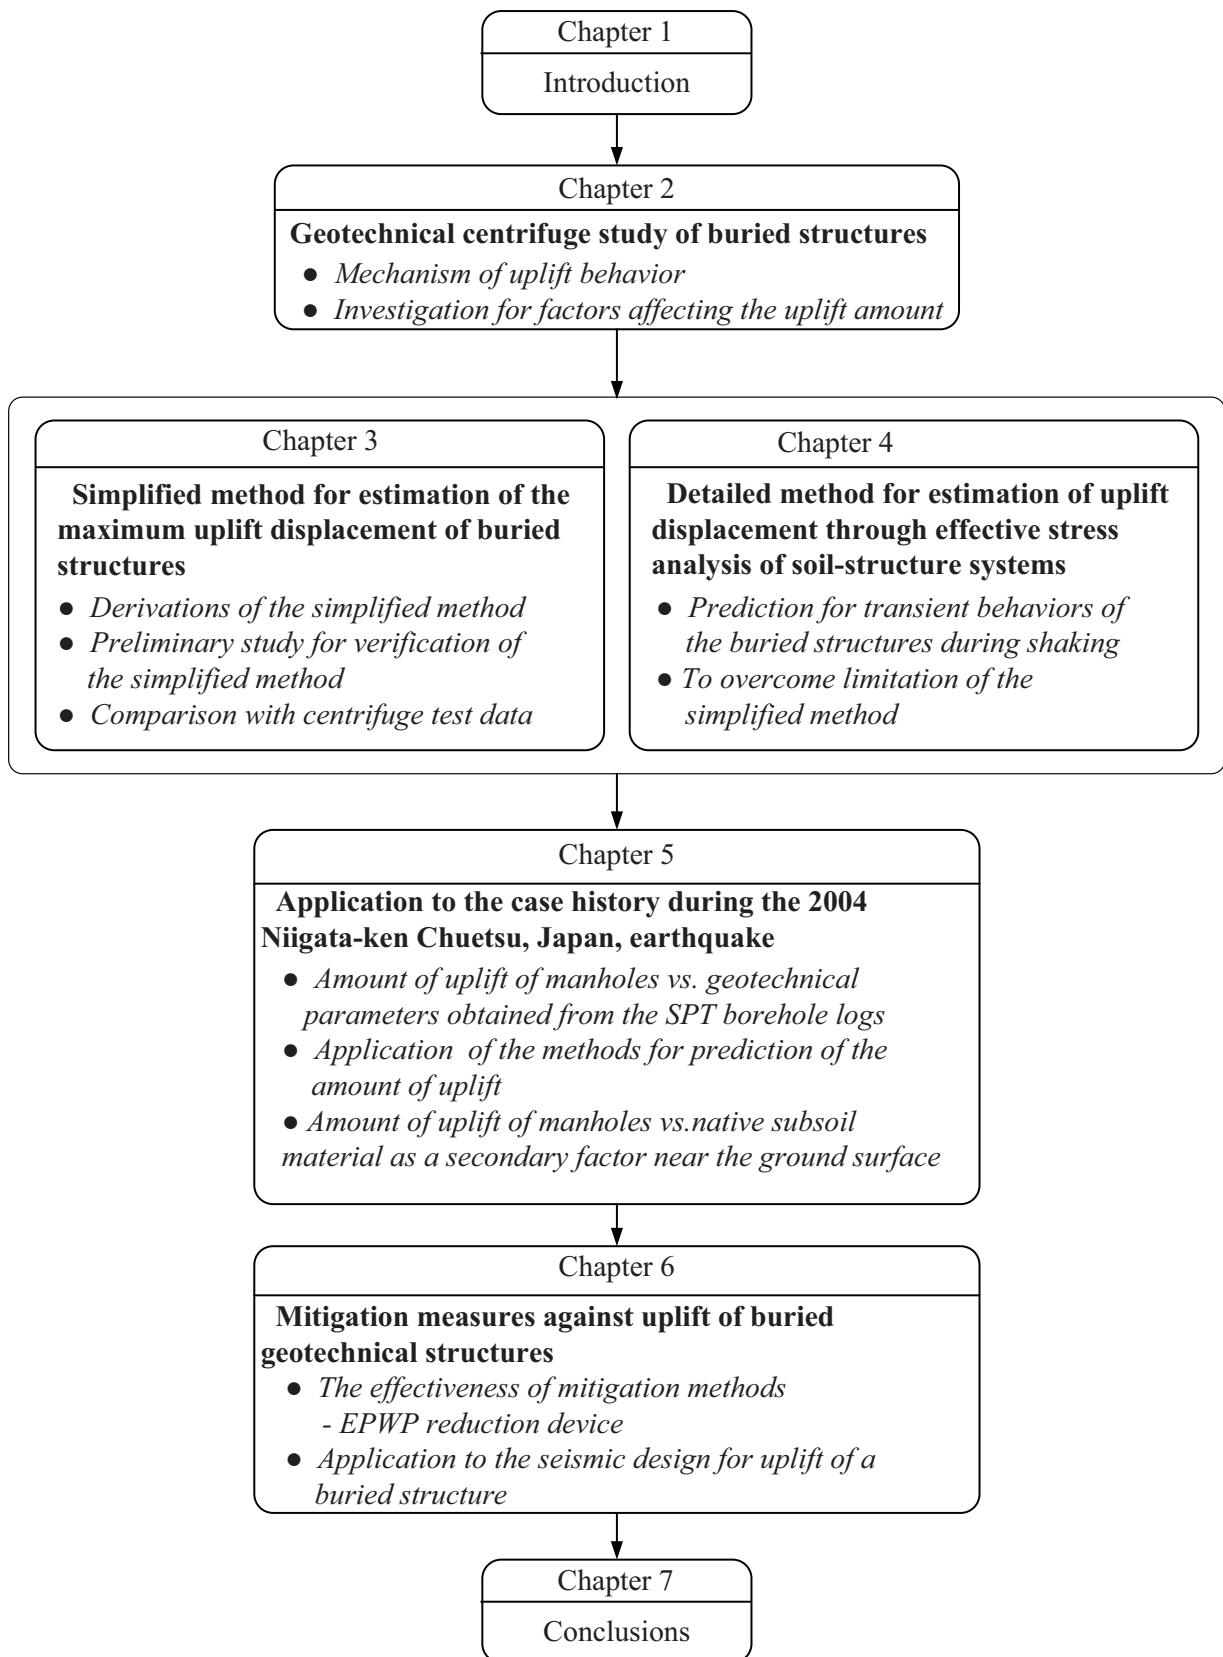 Chapter 1
Introduction
Chapter 2
Geotechnical centrifuge study of buried structures
● Mechanism of uplift behavior
● Investigation for factors affecting the uplift amount
Chapter 3
Simplified method for estimation of the
maximum uplift displacement of buried
structures
● Derivations of the simplified method
● Preliminary study for verification of
the simplified method
● Comparison with centrifuge test data
Chapter 4
Detailed method for estimation of uplift
displacement through effective stress
analysis of soil-structure systems
● Prediction for transient behaviors of
the buried structures during shaking
● To overcome limitation of the
simplified method
Chapter 5
Application to the case history during the 2004
Niigata-ken Chuetsu, Japan, earthquake
● Amount of uplift of manholes vs. geotechnical
parameters obtained from the SPT borehole logs
● Application of the methods for prediction of the
amount of uplift
● Amount of uplift of manholes vs.native subsoil
material as a secondary factor near the ground surface
Chapter 6
Mitigation measures against uplift of buried
geotechnical structures
● The effectiveness of mitigation methods
- EPWP reduction device
● Application to the seismic design for uplift of a
buried structure
Chapter 7
Conclusions